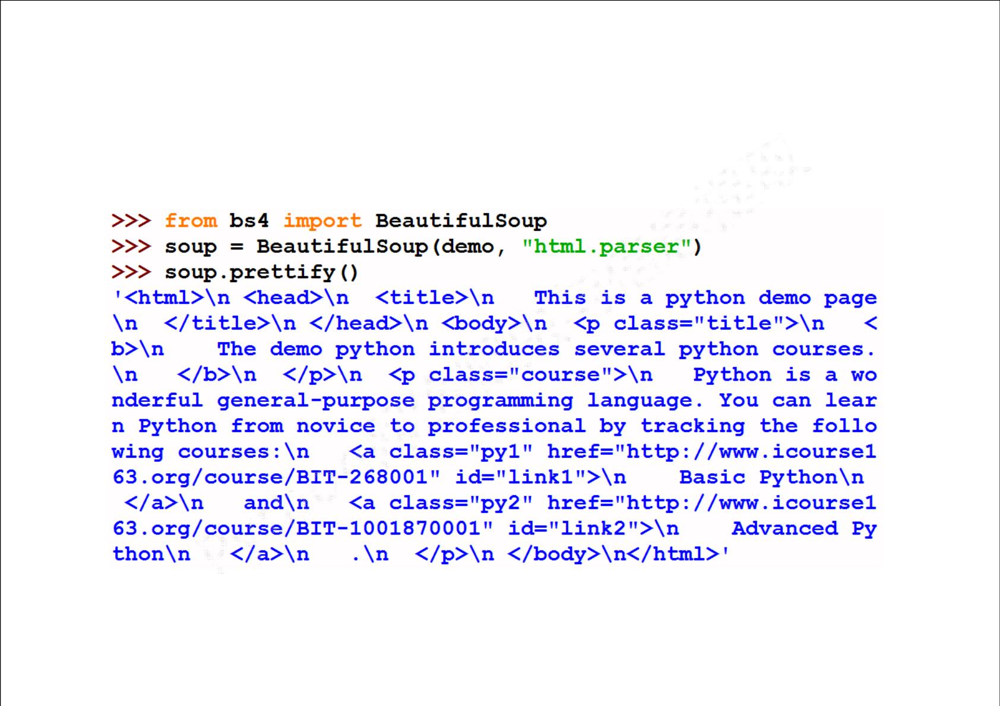 >>> from bs4 import BeautifulSoup
>>> soup = BeautifulSoup(demo, "html.parser")
>>> soup.prettify()
'<html>\n <head>\n  <title>\n   This is a python demo page
\n  </title>\n </head>\n <body>\n  <p class="title">\n   <
b>\n    The demo python introduces several python courses.
\n   </b>\n  </p>\n  <p class="course">\n   Python is a wo
nderful general-purpose programming language. You can lear
n Python from novice to professional by tracking the follo
wing courses:\n   <a class="py1" href="http://www.icourse1
63.org/course/BIT-268001" id="link1">\n    Basic Python\n 
 </a>\n   and\n   <a class="py2" href="http://www.icourse1
63.org/course/BIT-1001870001" id="link2">\n    Advanced Py
thon\n   </a>\n   .\n  </p>\n </body>\n</html>'